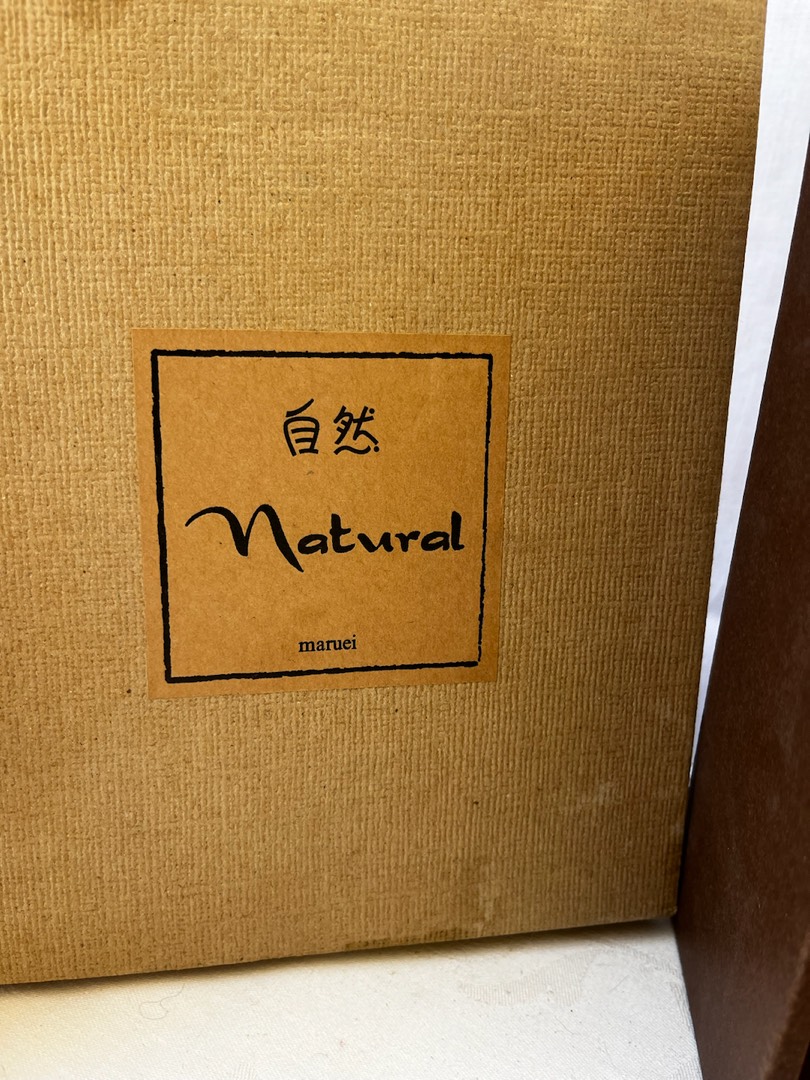 自然
Natural
maruei